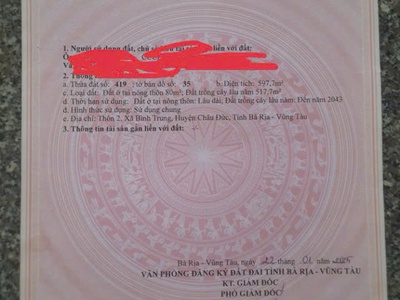 1. Người sử dụng đất, chủ sở hữu tài sản gắn liền với đất:
2. Thông
a. Thửa đất số: 419 tờ bản đồ số: 35 b. Diện tích: 597,7m²
c. Loại đất: Đất ở tại nông thôn 80m², Đất trồng cây lâu năm 517,7m²
d. Thời hạn sử dụng: Đất ở tại nông thôn: Lâu dài, Đất trồng cây lâu năm: Đến năm 2043
đ. Hình thức sử dụng: Sử dụng chung
e. Địa chỉ: Thôn 2, Xã Bình Trung, Huyện Châu Đức, Tỉnh Bà Rịa - Vũng Tàu
3. Thông tin tài sản gắn liền với đất: -/-
Bà Rịa - Vũng Tàu, ngày 22 tháng 01 năm 2025
VĂN PHÒNG ĐĂNG KÝ ĐẤT ĐAI TỈNH BÀ RỊA - VŨNG TÀU
KT. GIÁM ĐỐC
PHÓ GIÁM ĐỐC